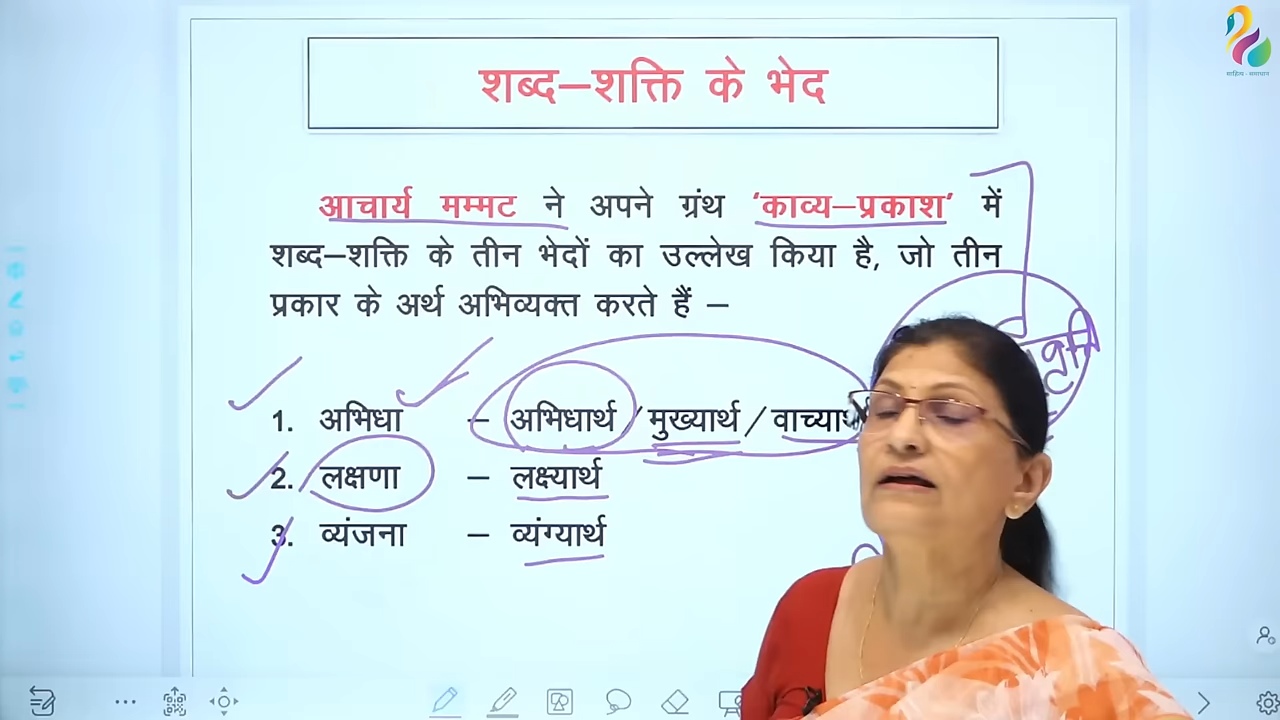 साहित्य - समाधान
शब्द–शक्ति के भेद
आचार्य मम्मट ने अपने ग्रंथ ‘काव्य–प्रकाश’ में
शब्द–शक्ति के तीन भेदों का उल्लेख किया है, जो तीन
प्रकार के अर्थ अभिव्यक्त करते हैं –
1. अभिधा – अभिधार्थ / मुख्यार्थ /
2. लक्षणा – लक्ष्यार्थ
3. व्यंजना – व्यंग्यार्थ